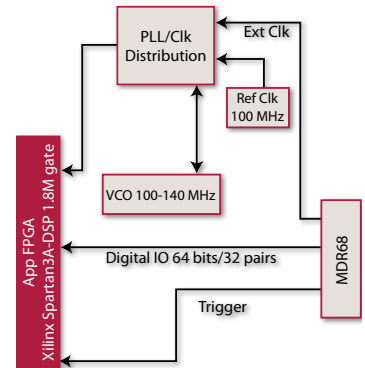 PLL/Clk
Distribution
Ext Clk
Ref Clk
100 MHz
VCO 100-140 MHz
App FPGA
Xilinx Spartan3A-DSP 1.8M gate
Digital IO 64 bits/32 pairs
MDR68
Trigger